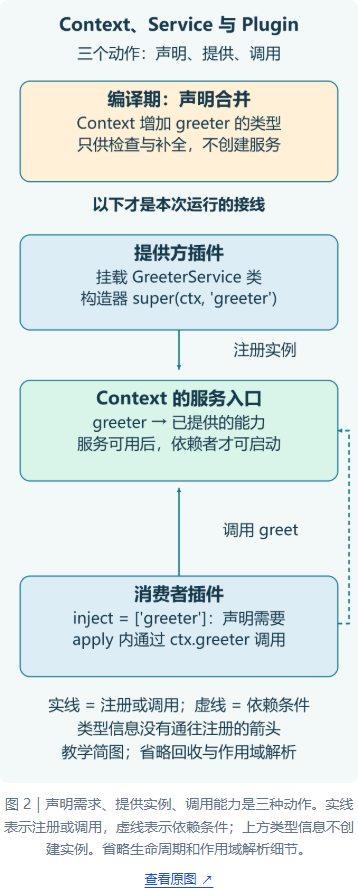 Context、Service 与 Plugin
三个动作：声明、提供、调用
编译期：声明合并
Context 增加 greeter 的类型
只供检查与补全，不创建服务
以下才是本次运行的接线
提供方插件
挂载 GreeterService 类
构造器 super(ctx, 'greeter')
注册实例
Context 的服务入口
greeter → 已提供的能力
服务可用后，依赖者才可启动
调用 greet
消费者插件
inject = ['greeter']：声明需要
apply 内通过 ctx.greeter 调用
实线 = 注册或调用；虚线 = 依赖条件
类型信息没有通往注册的箭头
教学简图；省略回收与作用域解析
图 2｜声明需求、提供实例、调用能力是三种动作。实线
表示注册或调用，虚线表示依赖条件；上方类型信息不创
建实例。省略生命周期和作用域解析细节。
查看原图 ↗